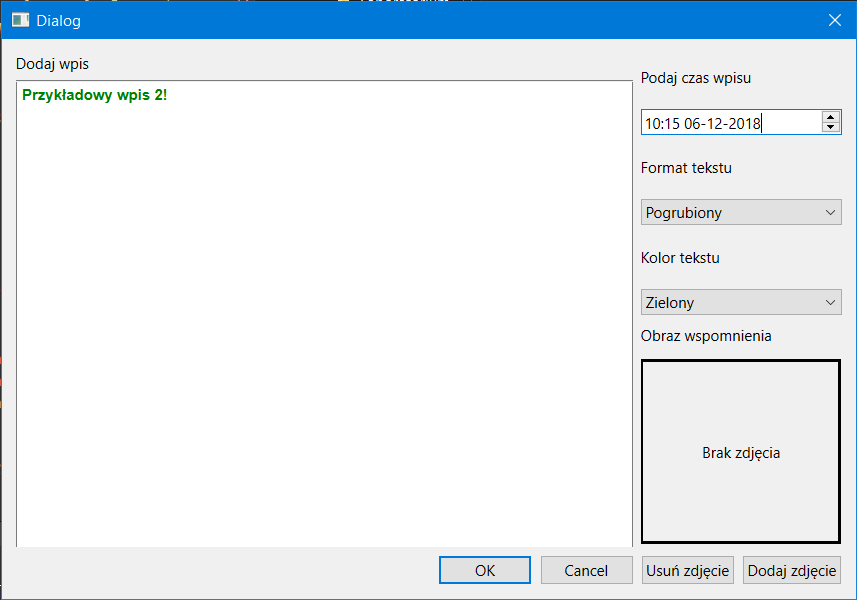 Dialog
Dodaj wpis
Przykładowy wpis 2!
Podaj czas wpisu
10:15 06-12-2018
Format tekstu
Pogrubiony
Kolor tekstu
Zielony
Obraz wspomnienia
Brak zdjęcia
OK
Cancel
Usuń zdjęcie
Dodaj zdjęcie